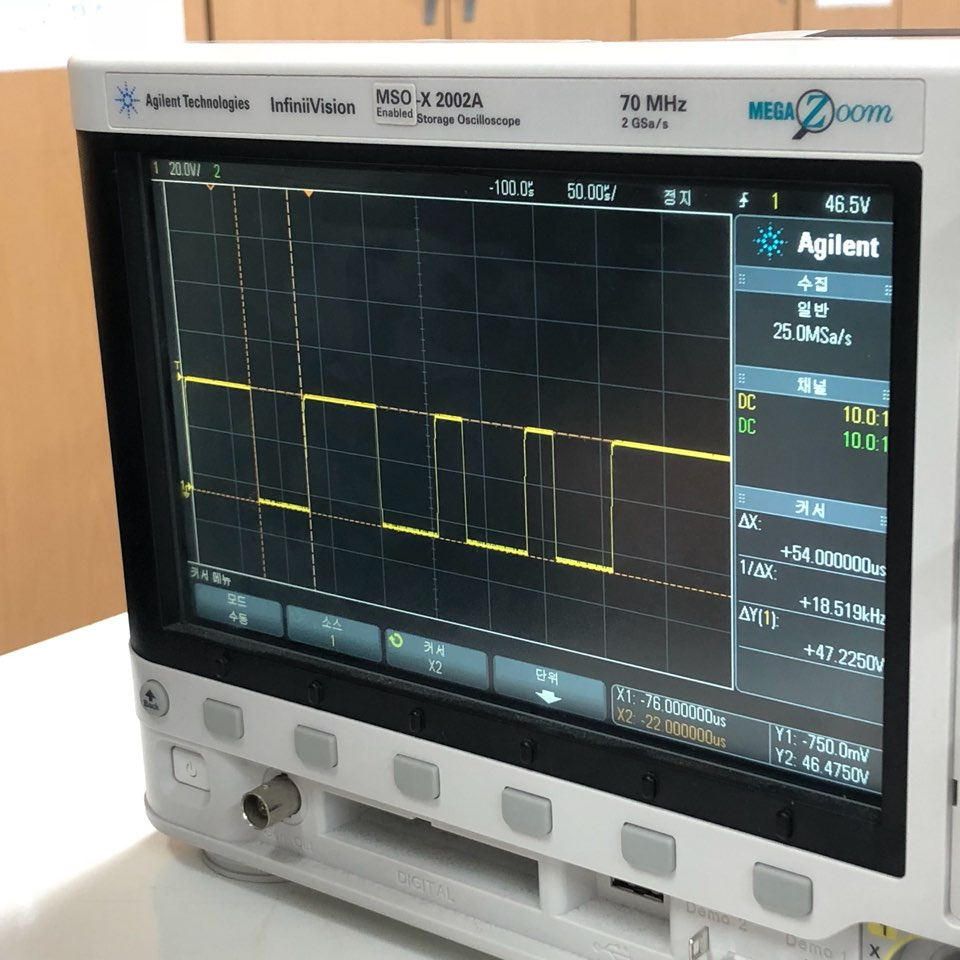 Agilent Technologies InfiniiVision MSO-X 2002A 70 MHz MEGA Zoom
Enabled Storage Oscilloscope 2 GSa/s
1 20.0V/ 2 -100.0us 50.00us/ 정지 1 46.5V
Agilent
수집
일반
25.0MSa/s
채널
DC 10.0:1
DC 10.0:1
커서
ΔX:
+54.000000us
1/ΔX:
+18.519kHz
ΔY(1):
+47.2250V
커서 메뉴
모드
수동
소스
1
커서
X2
단위
X1: -76.000000us
X2: -22.000000us
Y1: -750.0mV
Y2: 46.4750V
Back
DIGITAL
Demo 2
Demo 1
X